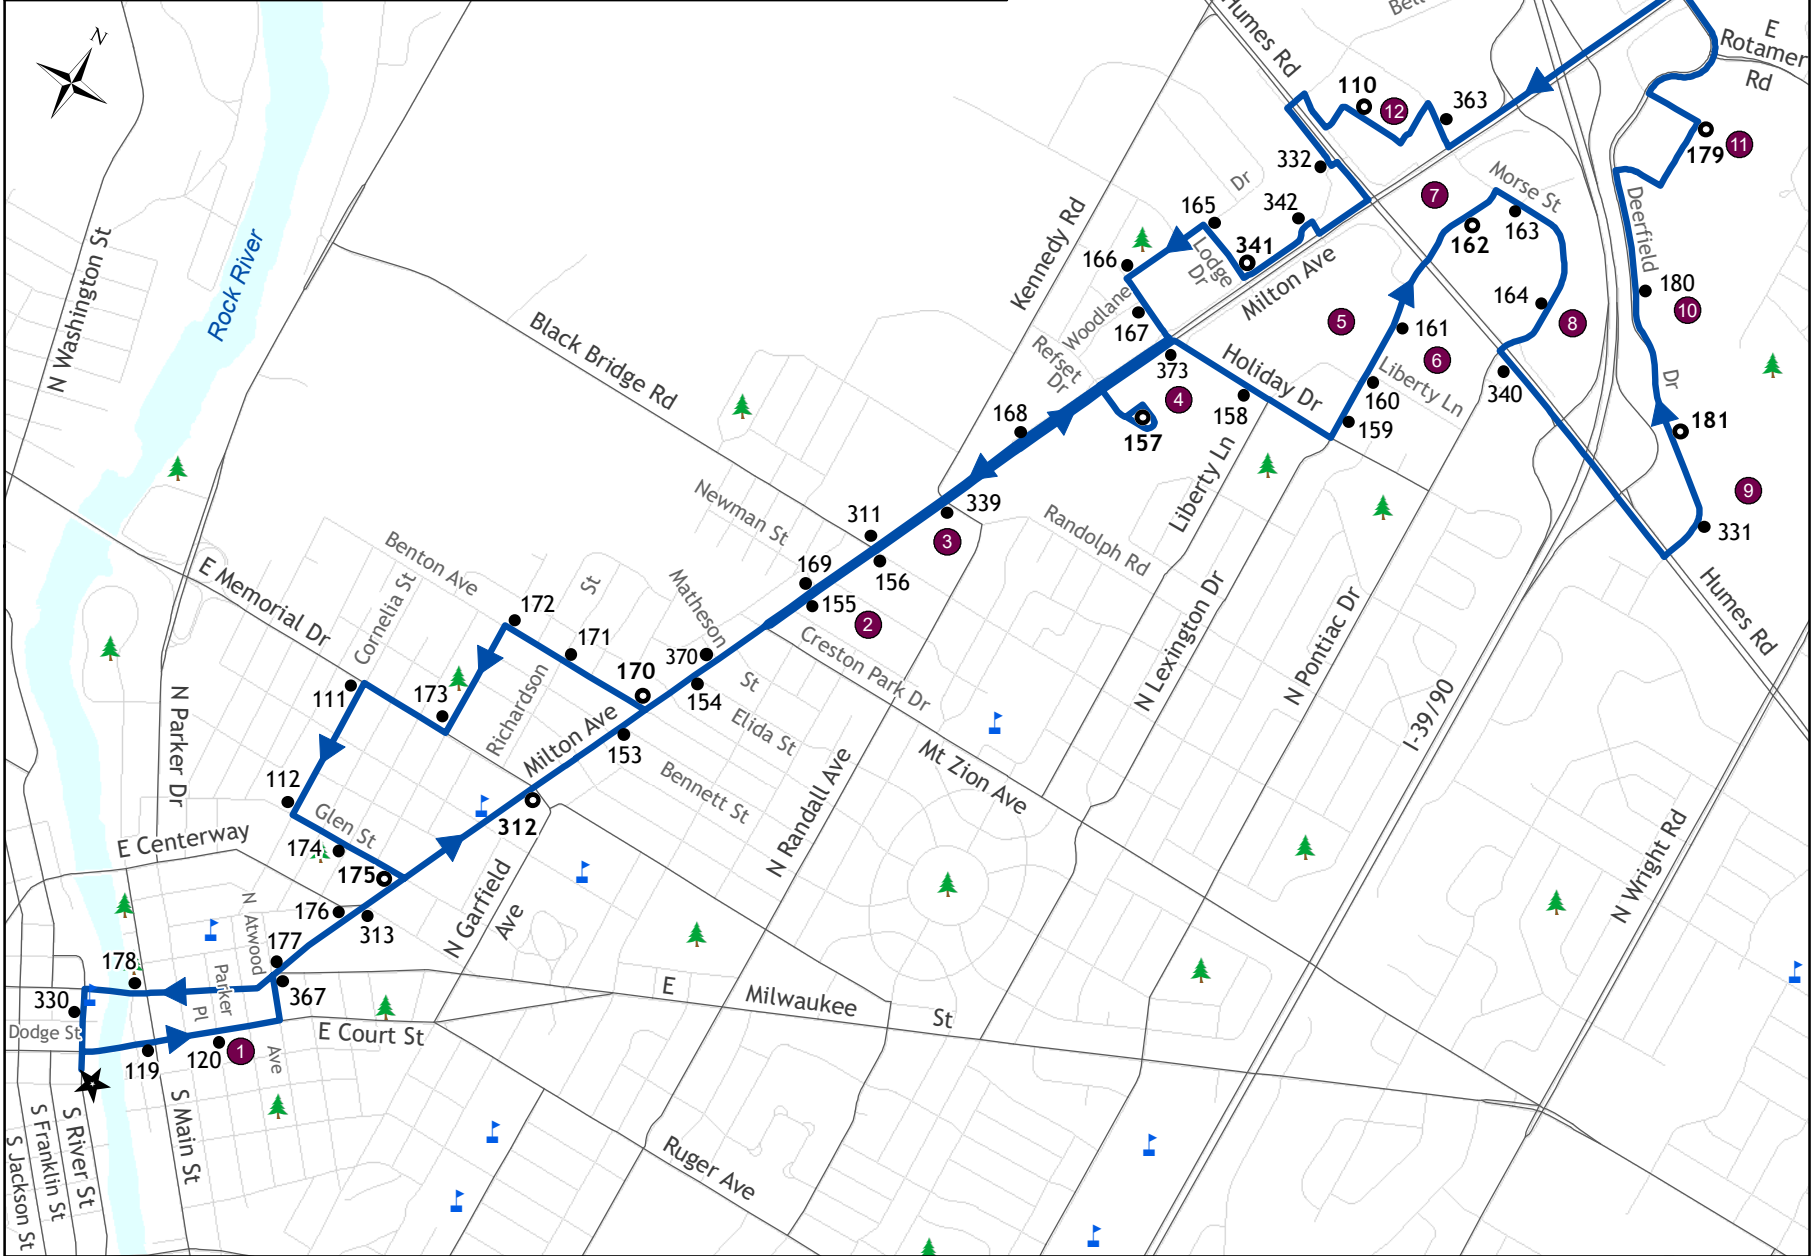 N
Humes Rd
Bell
E
Rotamer
Rd
110
12
363
179
11
332
Morse St
7
Dr
165
342
163
162
Deerfield
Dr
N Washington St
Rock River
Kennedy Rd
166
Lodge
Dr
341
Milton Ave
180
10
164
8
Woodlane
167
5
161
6
Black Bridge Rd
Refset
Dr
373
4
Holiday Dr
158
160
Liberty Ln
340
159
168
157
181
Liberty Ln
9
Newman St
311
339
3
331
Randolph Rd
Benton Ave
156
169
155
2
E Memorial Dr
Cornelia St
St
Matheson
St
172
171
Humes Rd
N Lexington Dr
N Pontiac Dr
170
370
154
Creston Park Dr
111
173
Richardson
Milton Ave
153
Elida St
N Parker Dr
I-39/90
Bennett St
Mt Zion Ave
N Randall Ave
112
Glen St
312
E Centerway
174
175
N Wright Rd
N Garfield
Ave
N Atwood
Ave
176
313
177
178
Parker
Pl
367
330
E
Milwaukee
St
Dodge St
E Court St
119
120
1
S Main St
S River St
S Franklin St
S Jackson St
Ruger Ave